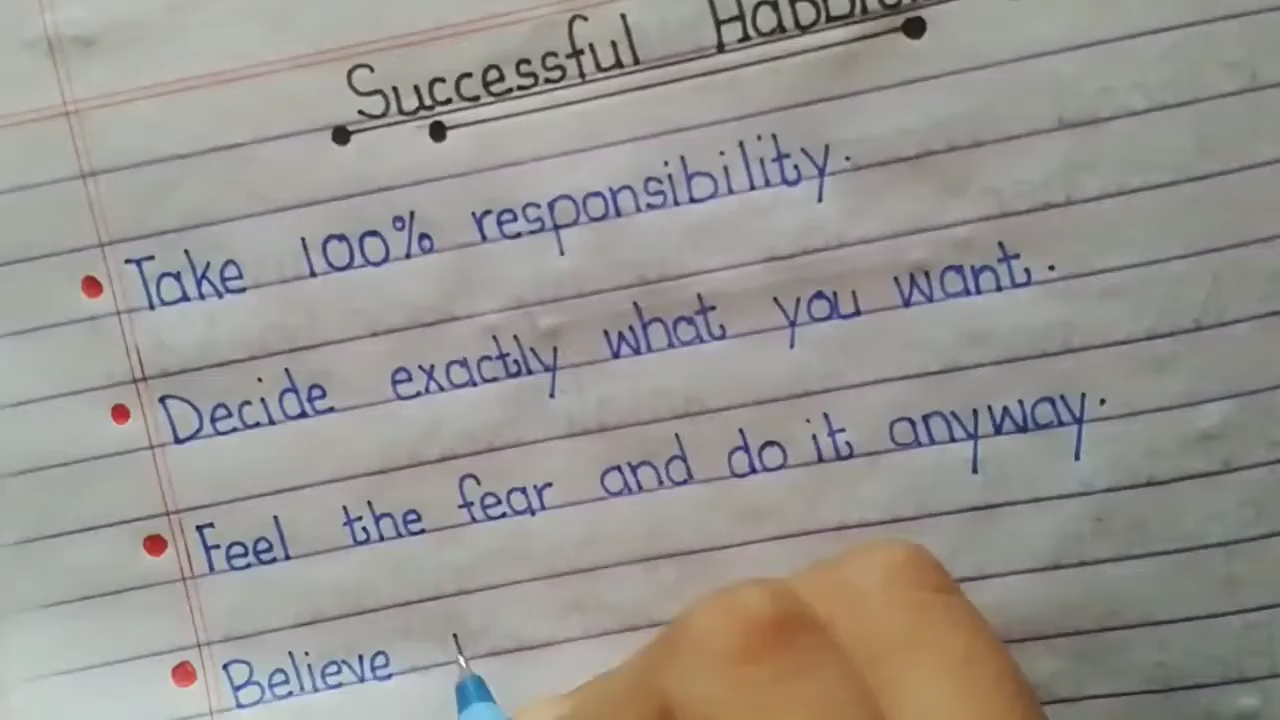 Successful
Take 100% responsibility.
Decide exactly what you want.
Feel the fear and do it anyway.
Believe